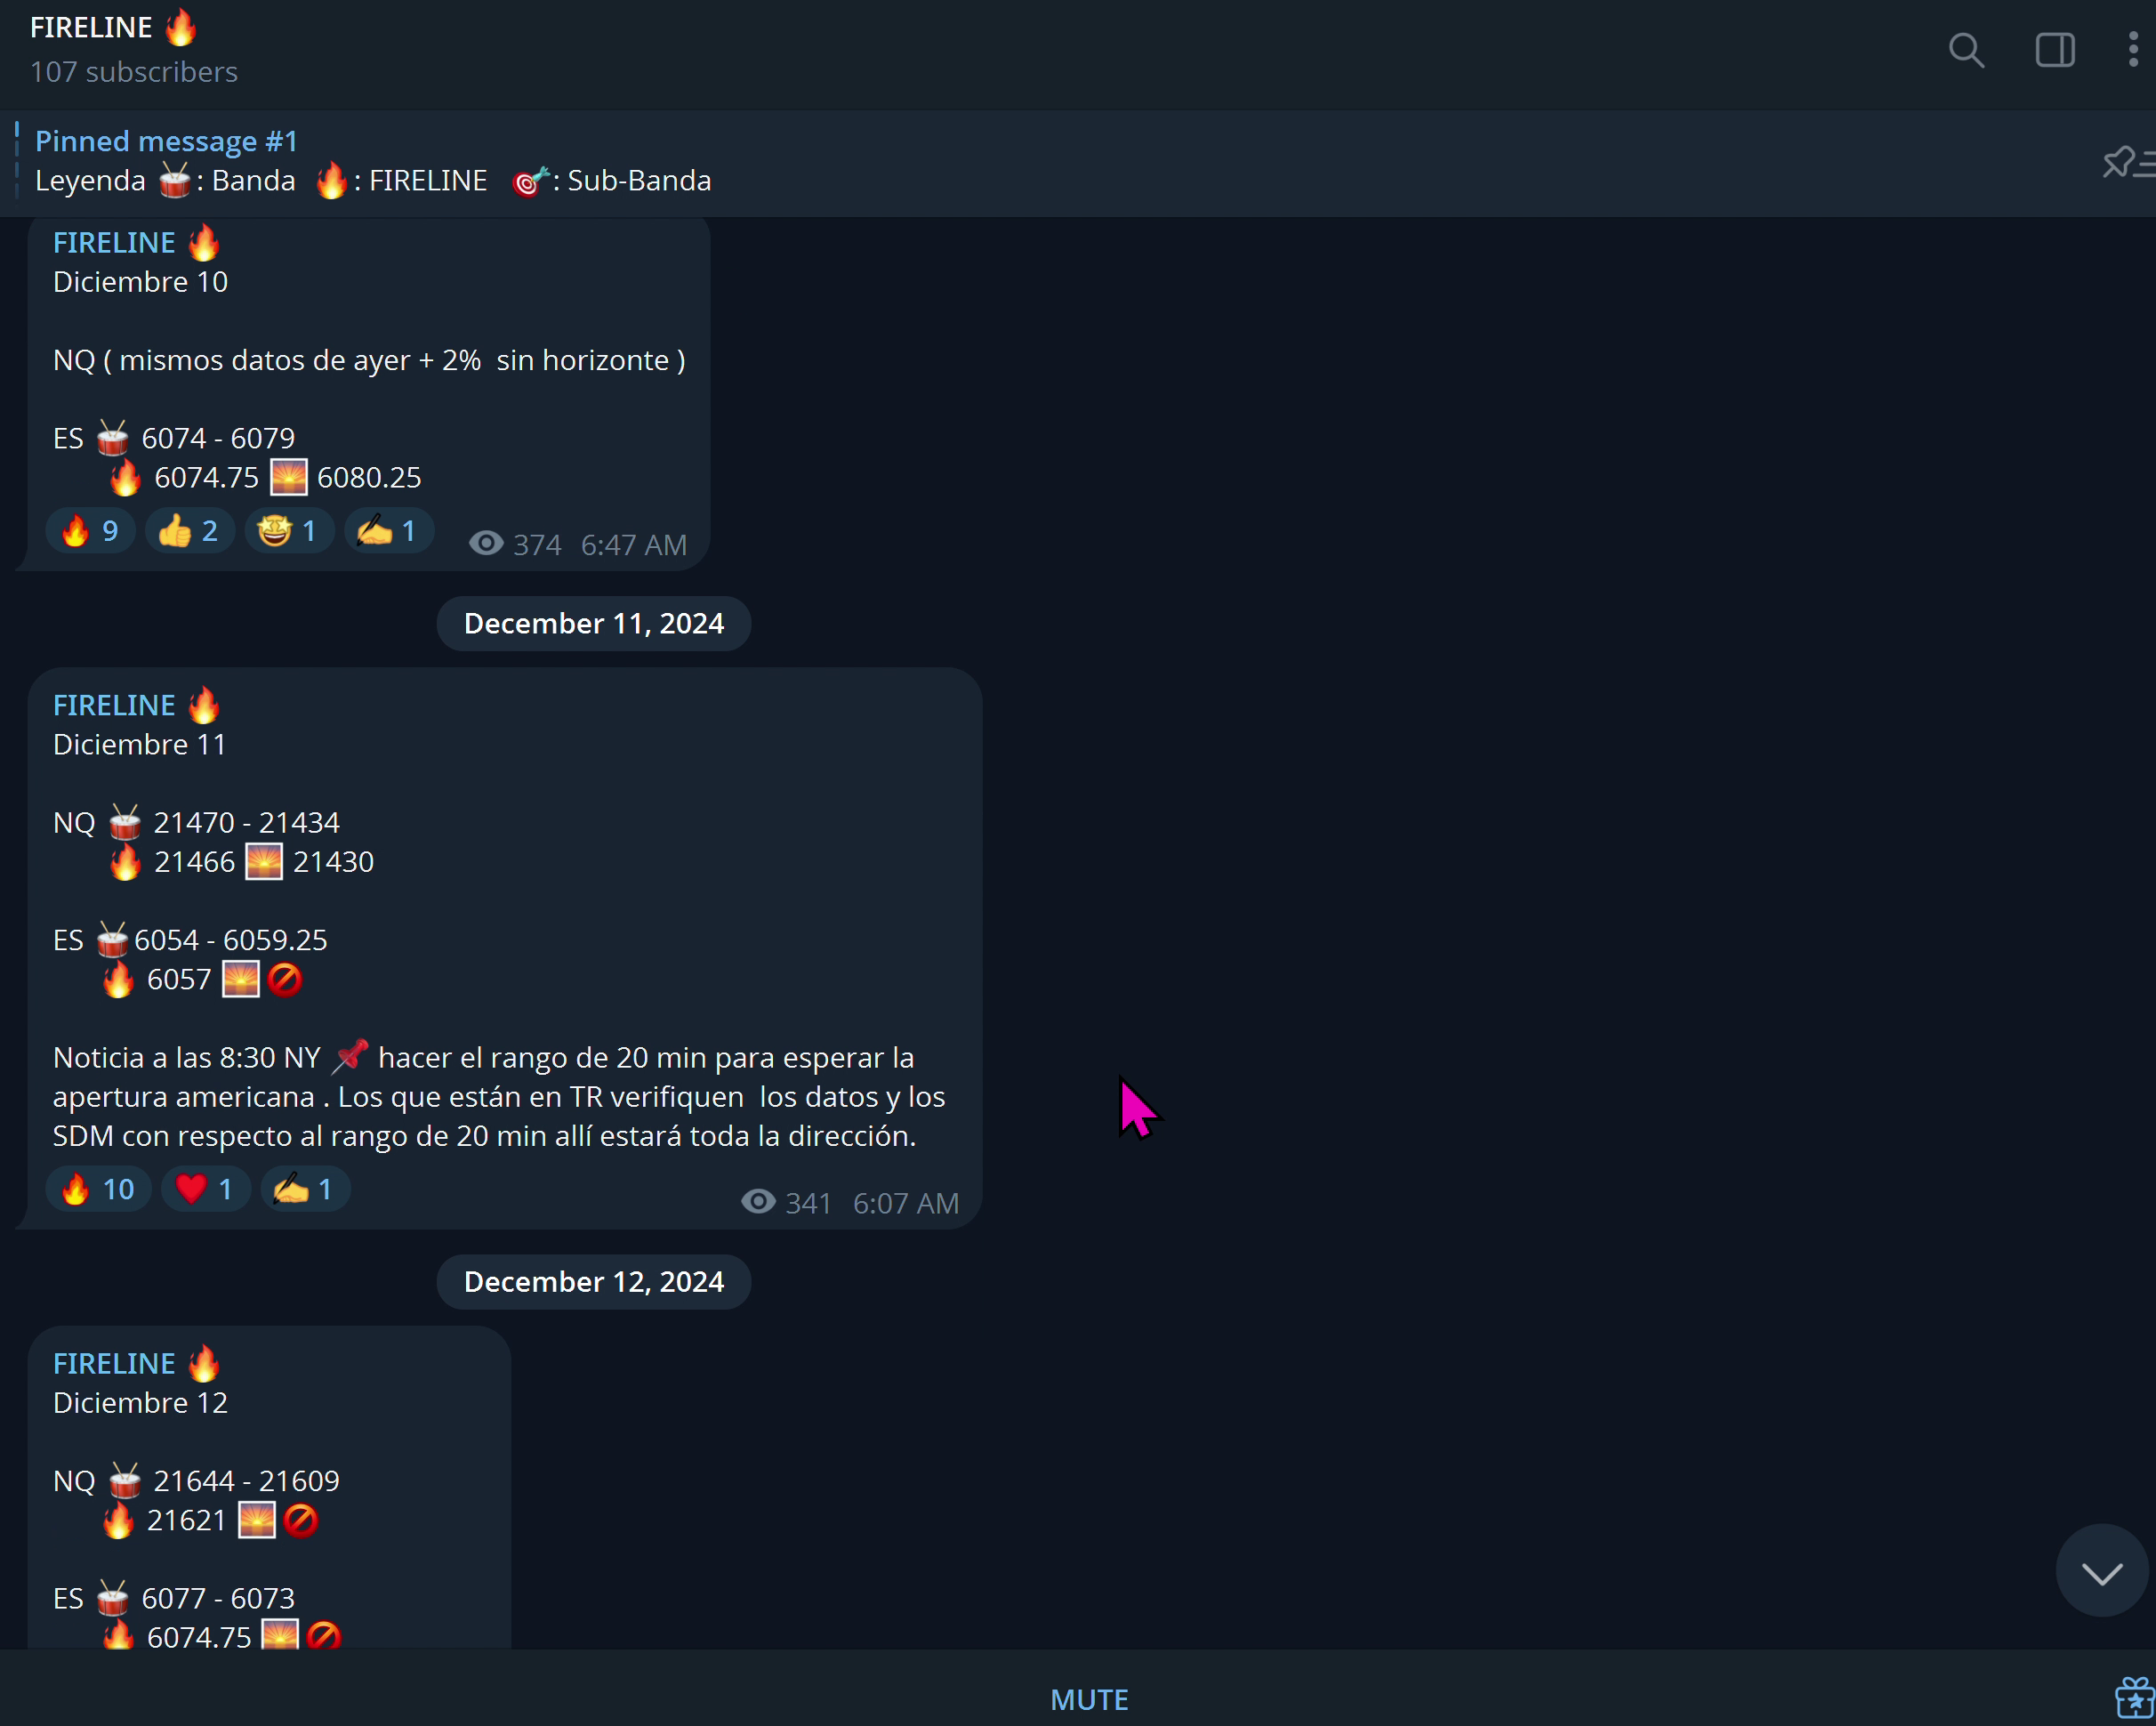 FIRELINE 🔥
107 subscribers
Pinned message #1
Leyenda 🥁: Banda 🔥: FIRELINE 🎯: Sub-Banda
FIRELINE 🔥
Diciembre 10
NQ ( mismos datos de ayer + 2% sin horizonte )
ES 🥁 6074 - 6079
🔥 6074.75 🌅 6080.25
🔥 9 👍 2 🤩 1 ✍️ 1 374 6:47 AM
December 11, 2024
FIRELINE 🔥
Diciembre 11
NQ 🥁 21470 - 21434
🔥 21466 🌅 21430
ES 🥁6054 - 6059.25
🔥 6057 🌅🚫
Noticia a las 8:30 NY 📌 hacer el rango de 20 min para esperar la
apertura americana . Los que están en TR verifiquen los datos y los
SDM con respecto al rango de 20 min allí estará toda la dirección.
🔥 10 ❤️ 1 ✍️ 1 341 6:07 AM
December 12, 2024
FIRELINE 🔥
Diciembre 12
NQ 🥁 21644 - 21609
🔥 21621 🌅🚫
ES 🥁 6077 - 6073
🔥 6074.75 🌅🚫
MUTE